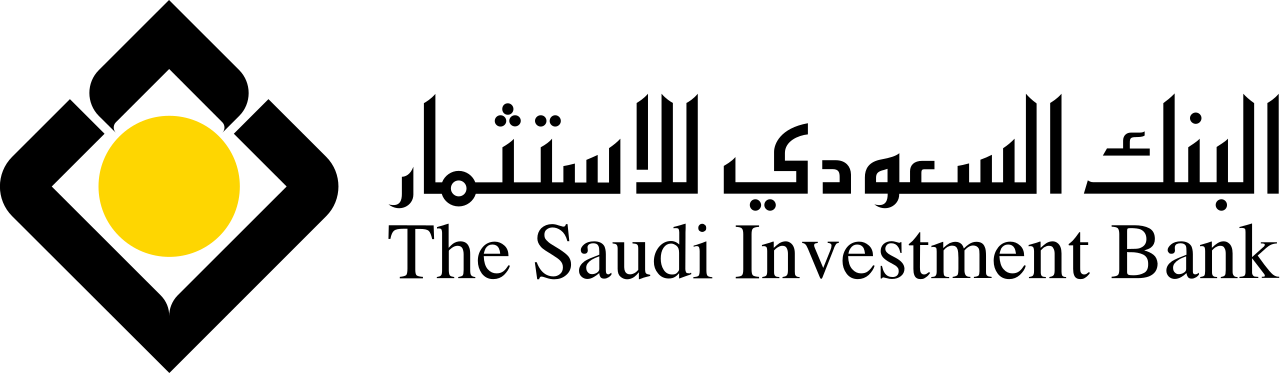 البنك السعودي للاستثمار
The Saudi Investment Bank